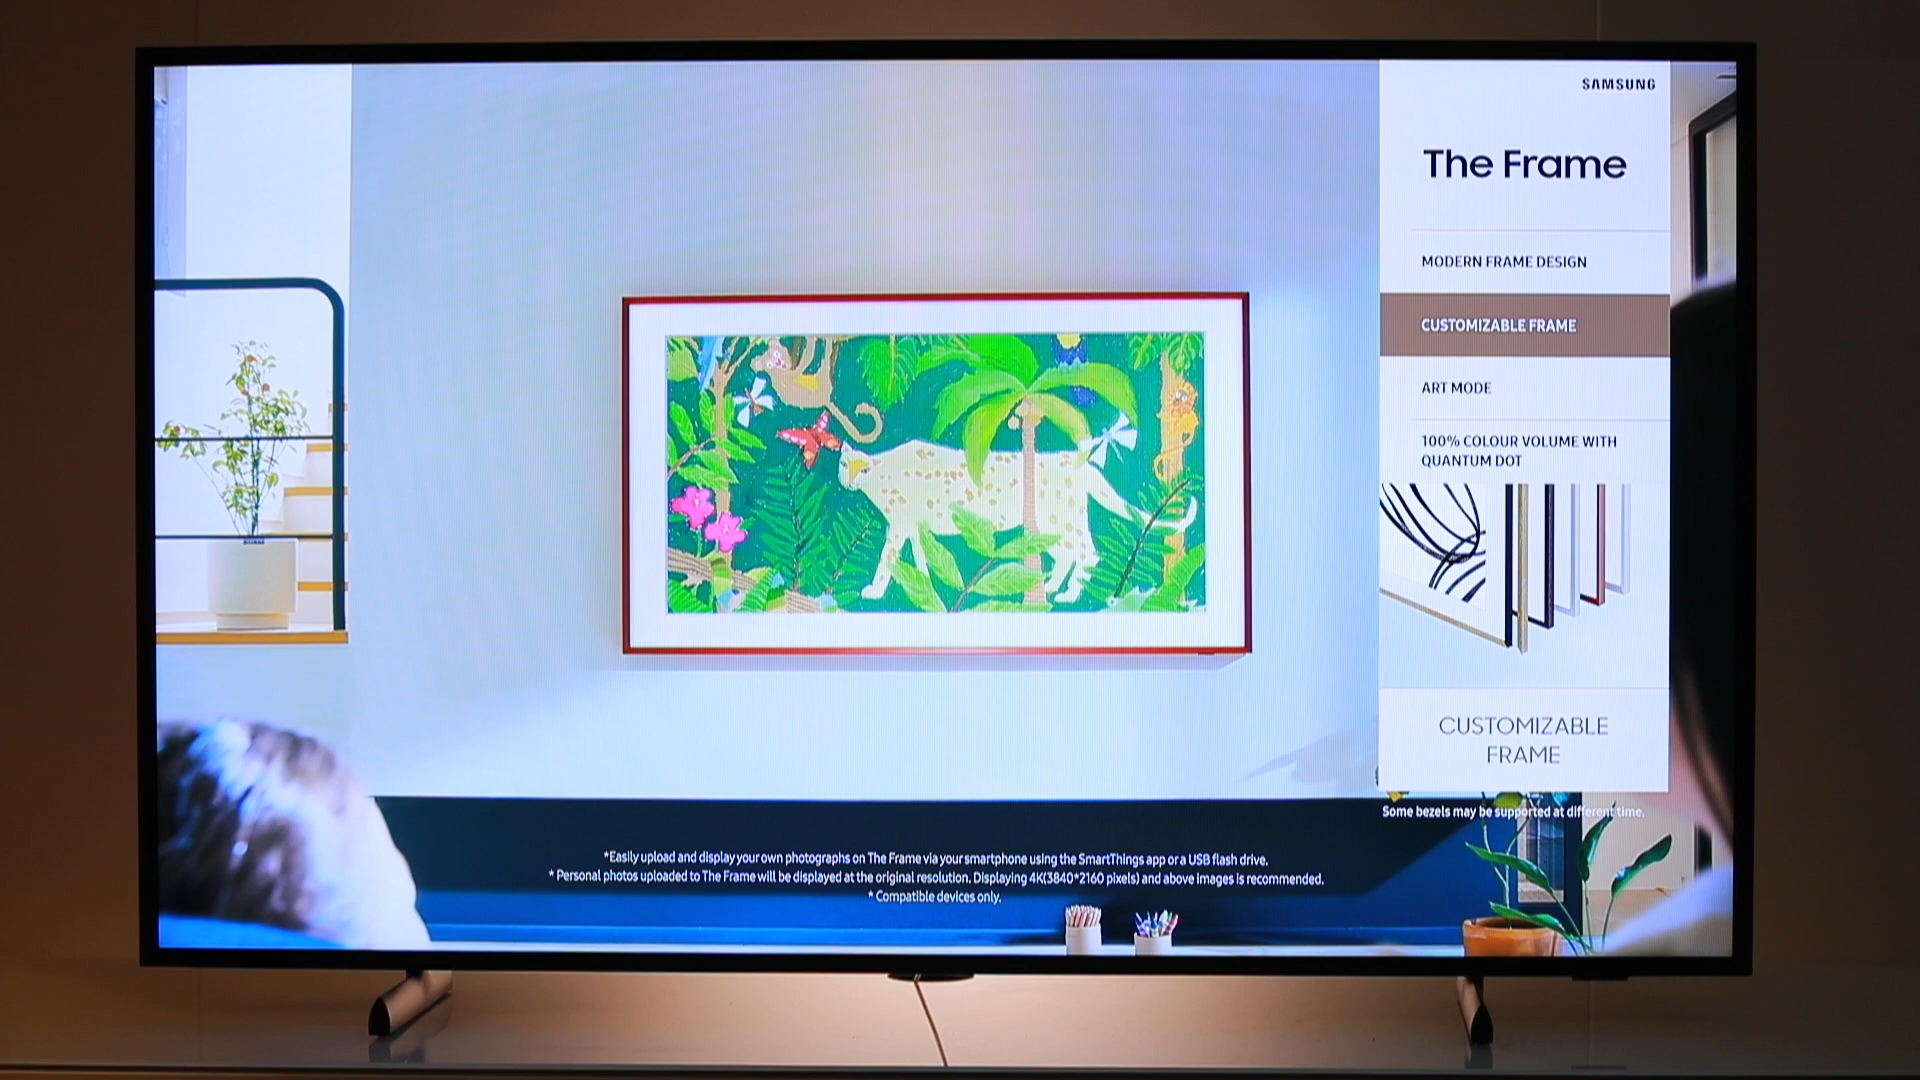 SAMSUNG
The Frame
MODERN FRAME DESIGN
CUSTOMIZABLE FRAME
ART MODE
100% COLOUR VOLUME WITH
QUANTUM DOT
CUSTOMIZABLE
FRAME
Some bezels may be supported at different time.
*Easily upload and display your own photographs on The Frame via your smartphone using the SmartThings app or a USB flash drive.
* Personal photos uploaded to The Frame will be displayed at the original resolution. Displaying 4K(3840*2160 pixels) and above images is recommended.
* Compatible devices only.